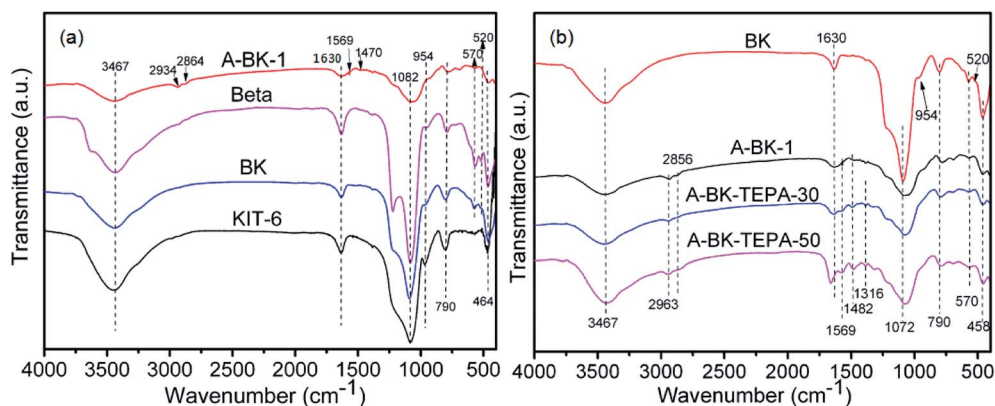 (a)
520
1569
954
570
A-BK-1
1630
1470
3467
2934
2864
1082
Beta
BK
KIT-6
790
464
Transmittance (a.u.)
4000 3500 3000 2500 2000 1500 1000 500
Wavenumber (cm-1)
(b)
1630
BK
520
954
A-BK-1
2856
A-BK-TEPA-30
A-BK-TEPA-50
1316
570
2963
1482
3467
1569
1072
790
458
Transmittance (a.u.)
4000 3500 3000 2500 2000 1500 1000 500
Wavenumber (cm-1)